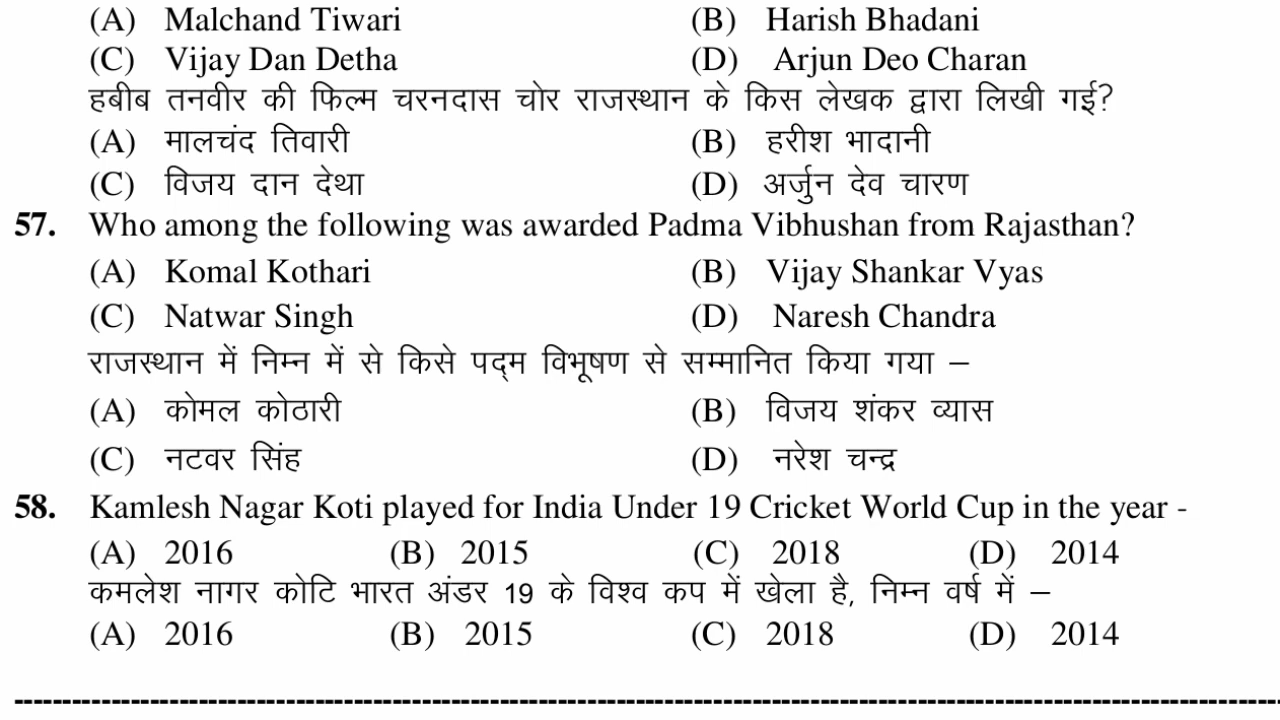 (A) Malchand Tiwari (B) Harish Bhadani
(C) Vijay Dan Detha (D) Arjun Deo Charan
हबीब तनवीर की फिल्म चरनदास चोर राजस्थान के किस लेखक द्वारा लिखी गई?
(A) मालचंद तिवारी (B) हरीश भादानी
(C) विजय दान देथा (D) अर्जुन देव चारण
57. Who among the following was awarded Padma Vibhushan from Rajasthan?
(A) Komal Kothari (B) Vijay Shankar Vyas
(C) Natwar Singh (D) Naresh Chandra
राजस्थान में निम्न में से किसे पद्म विभूषण से सम्मानित किया गया –
(A) कोमल कोठारी (B) विजय शंकर व्यास
(C) नटवर सिंह (D) नरेश चन्द्र
58. Kamlesh Nagar Koti played for India Under 19 Cricket World Cup in the year -
(A) 2016 (B) 2015 (C) 2018 (D) 2014
कमलेश नागर कोटि भारत अंडर 19 के विश्व कप में खेला है, निम्न वर्ष में –
(A) 2016 (B) 2015 (C) 2018 (D) 2014